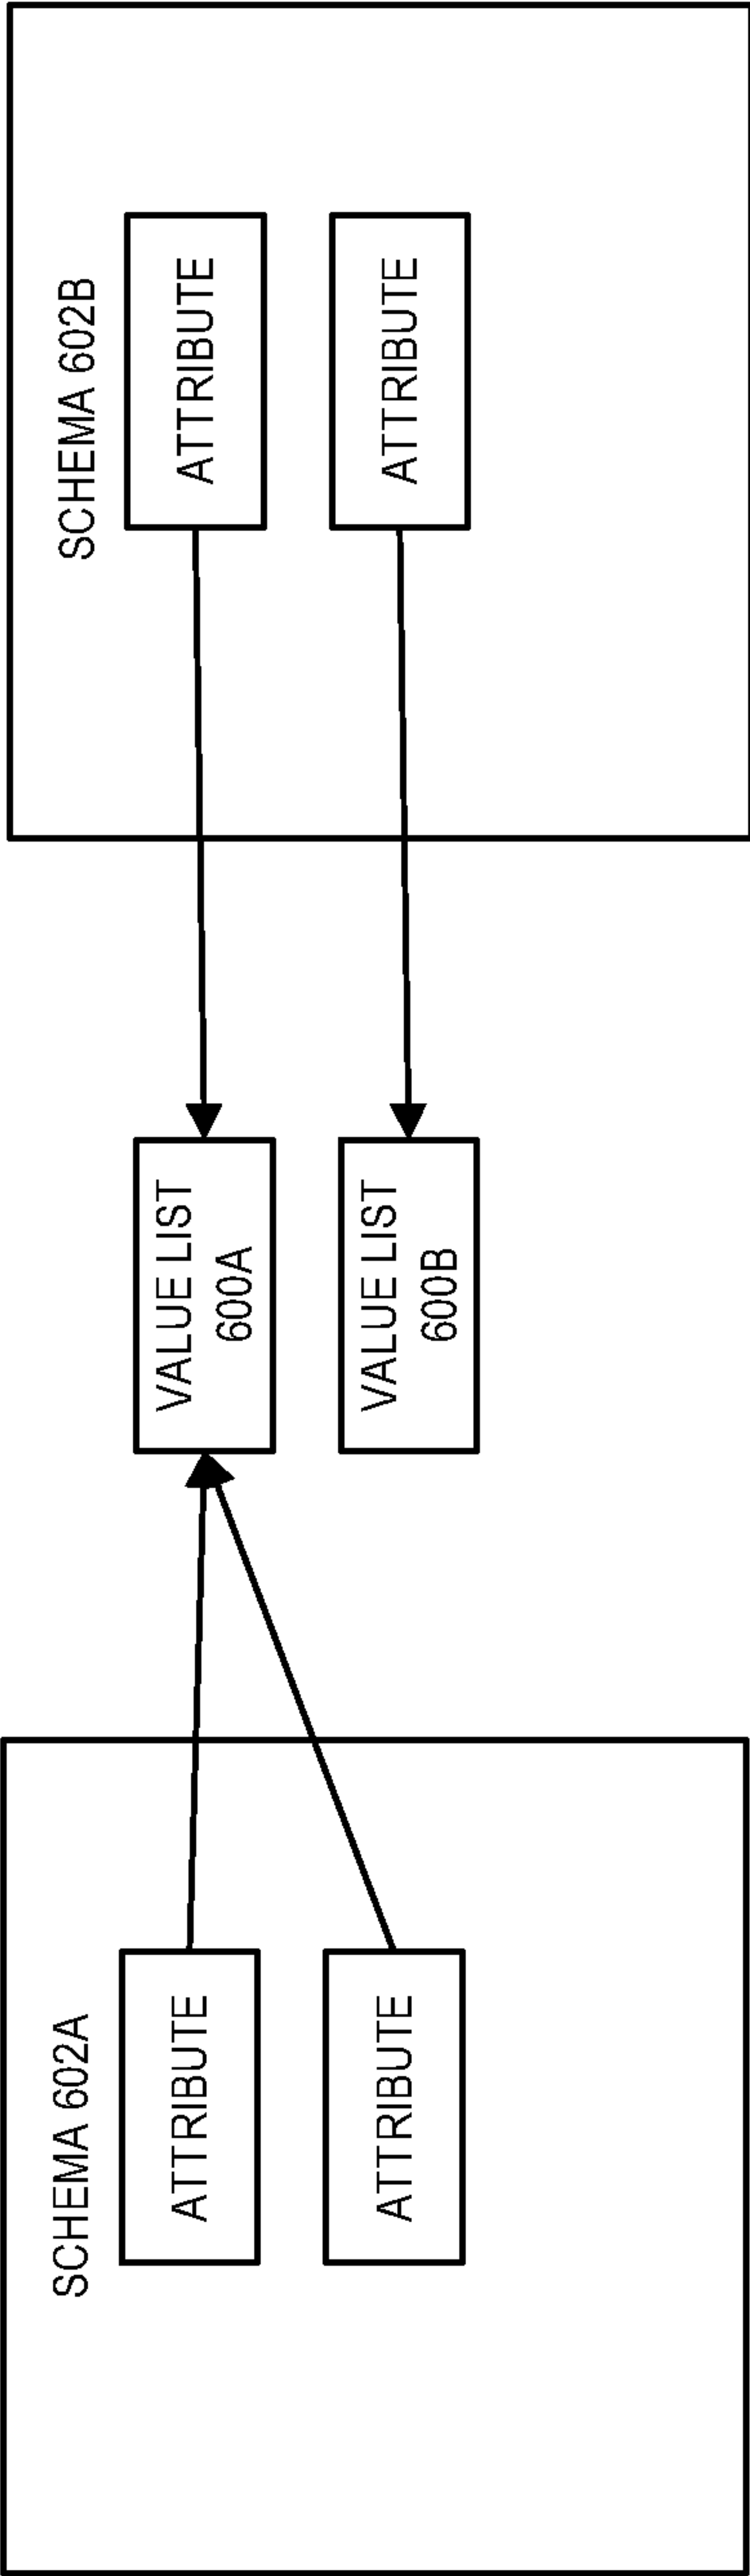 SCHEMA 602A
ATTRIBUTE
ATTRIBUTE
VALUE LIST
600A
VALUE LIST
600B
SCHEMA 602B
ATTRIBUTE
ATTRIBUTE